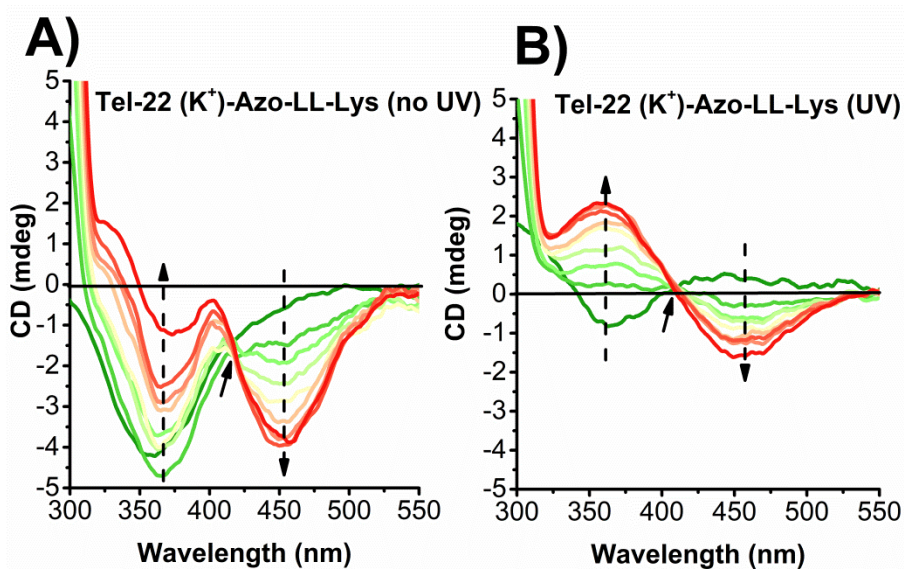 A)
Tel-22 (K+)-Azo-LL-Lys (no UV)
5
4
3
2
1
0
-1
-2
-3
-4
-5
CD (mdeg)
300 350 400 450 500 550
Wavelength (nm)
B)
Tel-22 (K+)-Azo-LL-Lys (UV)
5
4
3
2
1
0
-1
-2
-3
-4
-5
CD (mdeg)
300 350 400 450 500 550
Wavelength (nm)